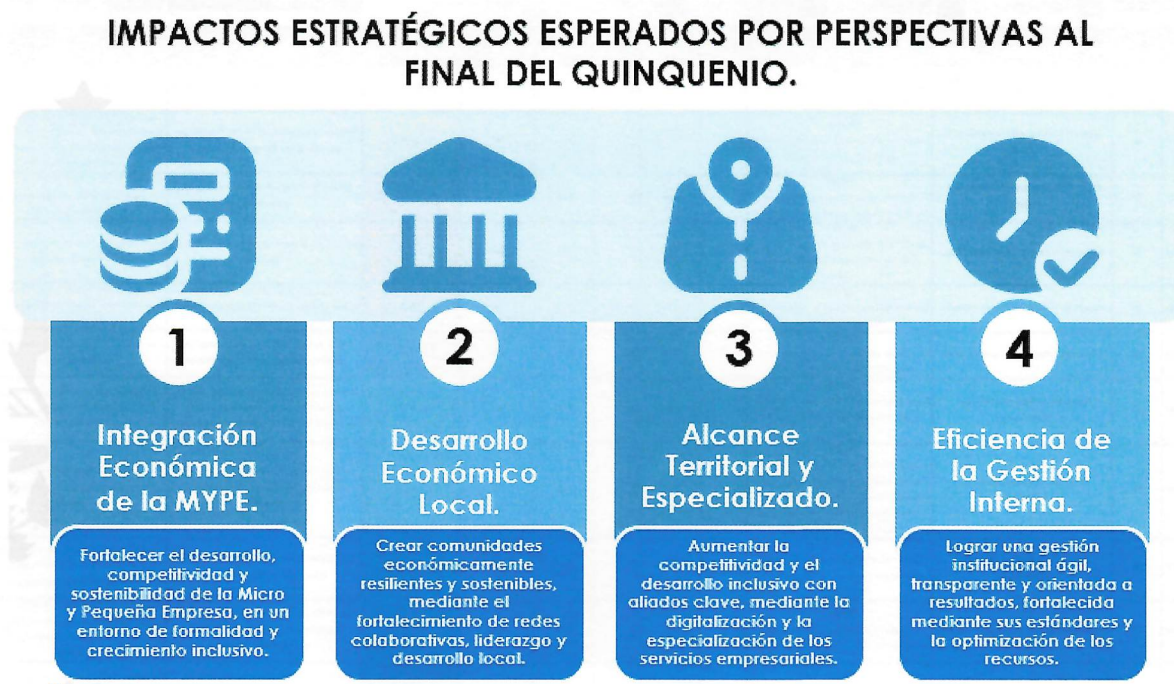 IMPACTOS ESTRATÉGICOS ESPERADOS POR PERSPECTIVAS AL
FINAL DEL QUINQUENIO.
1
Integración
Económica
de la MYPE.
Fortalecer el desarrollo,
competitividad y
sostenibilidad de la Micro
y Pequeña Empresa, en un
entorno de formalidad y
crecimiento inclusivo.
2
Desarrollo
Económico
Local.
Crear comunidades
económicamente
resilientes y sostenibles,
mediante el
fortalecimiento de redes
colaborativas, liderazgo y
desarrollo local.
3
Alcance
Territorial y
Especializado.
Aumentar la
competitividad y el
desarrollo inclusivo con
aliados clave, mediante la
digitalización y la
especialización de los
servicios empresariales.
4
Eficiencia de
la Gestión
Interna.
Lograr una gestión
institucional ágil,
transparente y orientada a
resultados, fortalecida
mediante sus estándares y
la optimización de los
recursos.